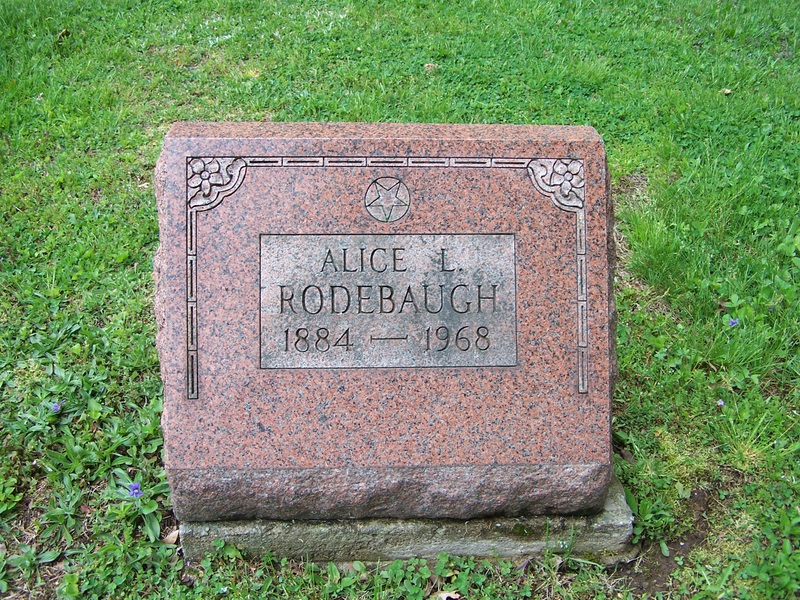 ALICE L.
RODEBAUGH
1884 — 1968